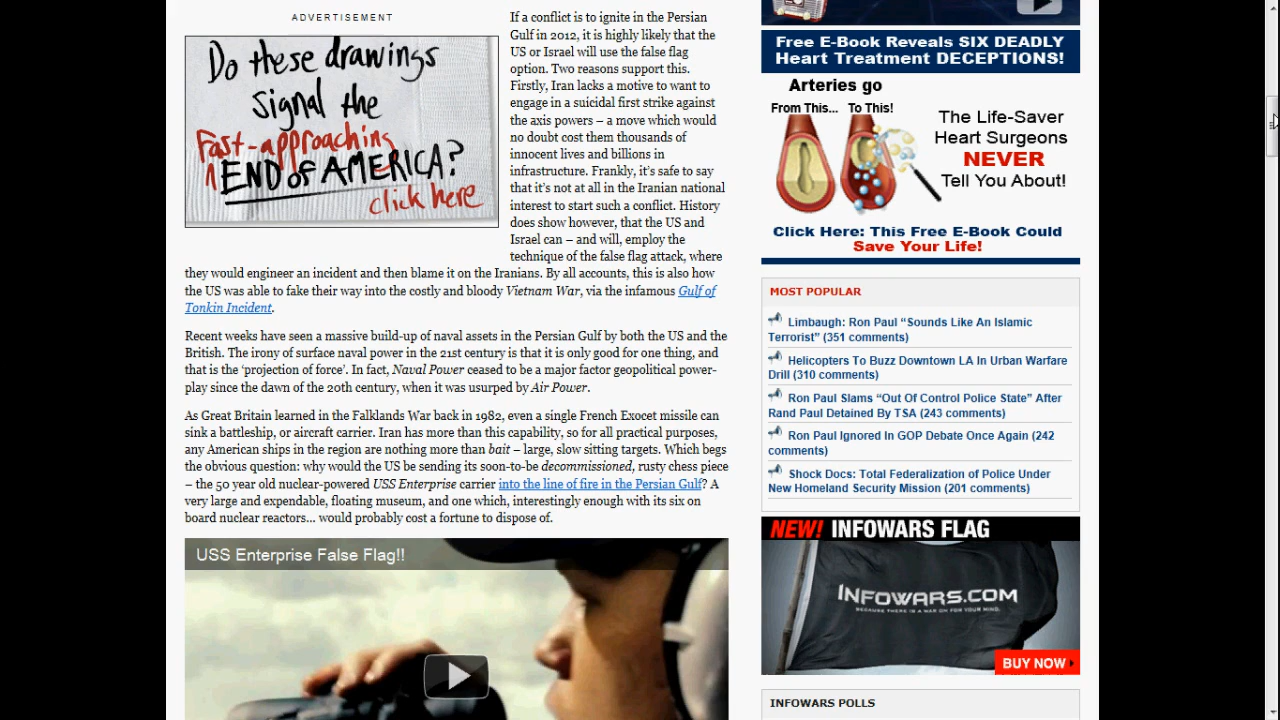 ADVERTISEMENT
Do these drawings
signal the
Fast-approaching
END OF AMERICA?
click here
If a conflict is to ignite in the Persian
Gulf in 2012, it is highly likely that the
US or Israel will use the false flag
option. Two reasons support this.
Firstly, Iran lacks a motive to want to
engage in a suicidal first strike against
the axis powers – a move which would
no doubt cost them thousands of
innocent lives and billions in
infrastructure. Frankly, it's safe to say
that it's not at all in the Iranian national
interest to start such a conflict. History
does show however, that the US and
Israel can – and will, employ the
technique of the false flag attack, where
they would engineer an incident and then blame it on the Iranians. By all accounts, this is also how
the US was able to fake their way into the costly and bloody Vietnam War, via the infamous Gulf of
Tonkin Incident.
Recent weeks have seen a massive build-up of naval assets in the Persian Gulf by both the US and the
British. The irony of surface naval power in the 21st century is that it is only good for one thing, and
that is the 'projection of force'. In fact, Naval Power ceased to be a major factor geopolitical power-
play since the dawn of the 20th century, when it was usurped by Air Power.
As Great Britain learned in the Falklands War back in 1982, even a single French Exocet missile can
sink a battleship, or aircraft carrier. Iran has more than this capability, so for all practical purposes,
any American ships in the region are nothing more than bait – large, slow sitting targets. Which begs
the obvious question: why would the US be sending its soon-to-be decommissioned, rusty chess piece
– the 50 year old nuclear-powered USS Enterprise carrier into the line of fire in the Persian Gulf? A
very large and expendable, floating museum, and one which, interestingly enough with its six on
board nuclear reactors... would probably cost a fortune to dispose of.
USS Enterprise False Flag!!
Free E-Book Reveals SIX DEADLY
Heart Treatment DECEPTIONS!
Arteries go
From This... To This!
The Life-Saver
Heart Surgeons
NEVER
Tell You About!
Click Here: This Free E-Book Could
Save Your Life!
MOST POPULAR
Limbaugh: Ron Paul "Sounds Like An Islamic
Terrorist" (351 comments)
Helicopters To Buzz Downtown LA In Urban Warfare
Drill (310 comments)
Ron Paul Slams "Out Of Control Police State" After
Rand Paul Detained By TSA (243 comments)
Ron Paul Ignored In GOP Debate Once Again (242
comments)
Shock Docs: Total Federalization of Police Under
New Homeland Security Mission (201 comments)
NEW! INFOWARS FLAG
INFOWARS.COM
BECAUSE THERE IS A WAR ON FOR YOUR MIND.
BUY NOW
INFOWARS POLLS